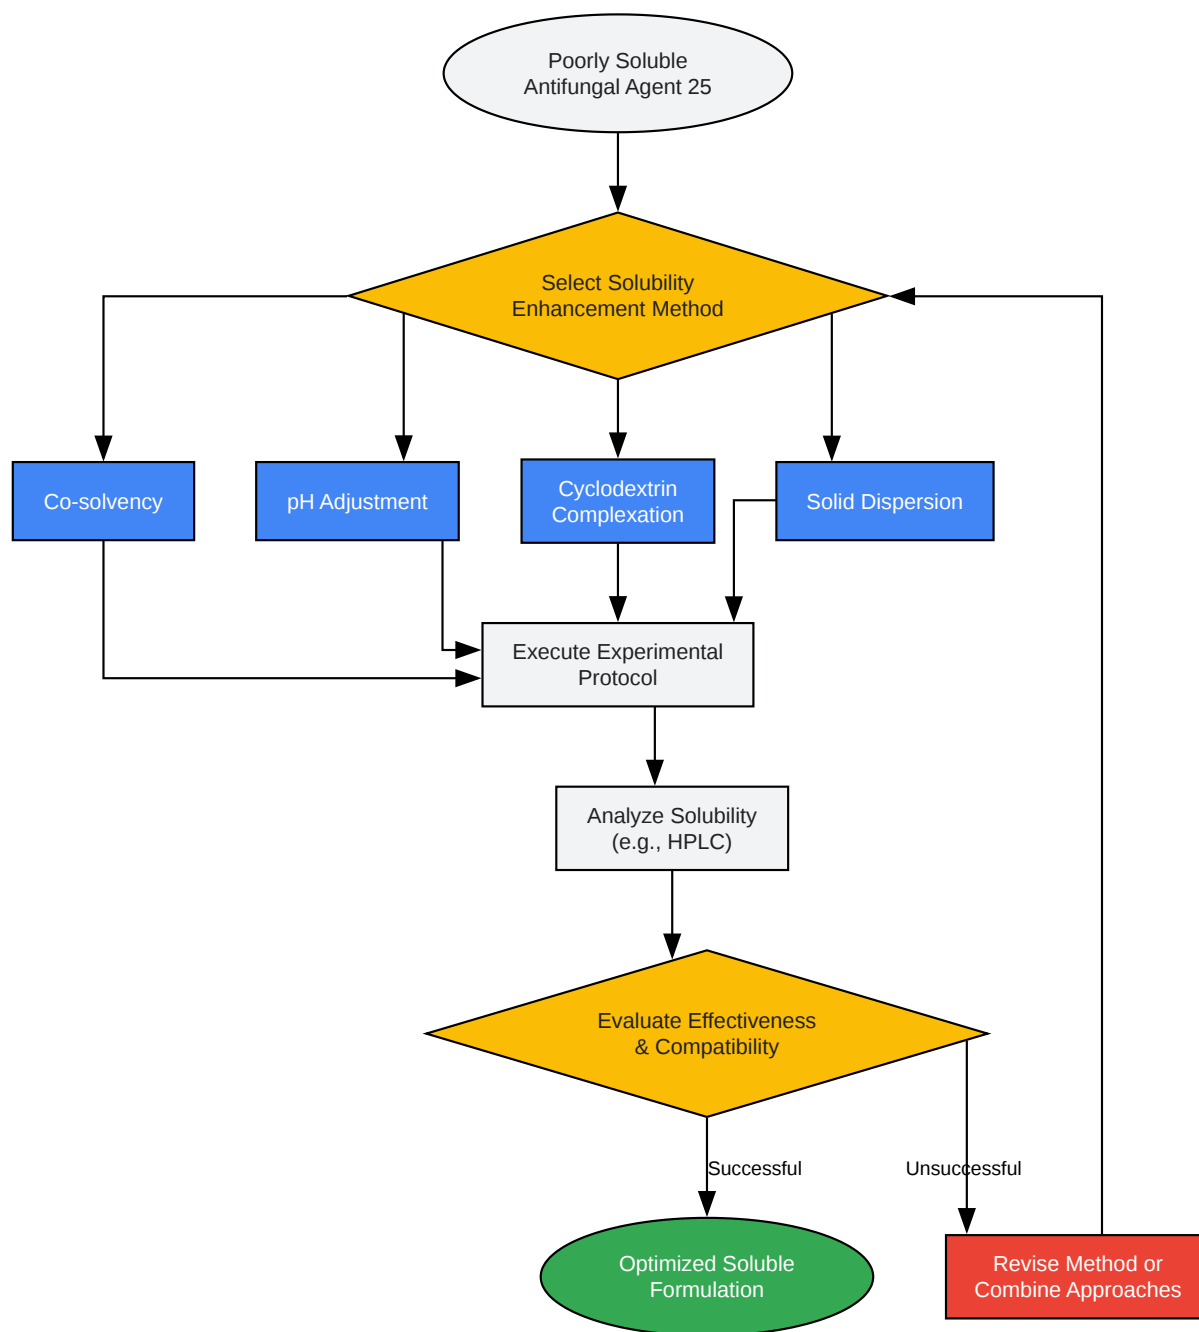 Poorly Soluble
Antifungal Agent 25
Select Solubility
Enhancement Method
Co-solvency
pH Adjustment
Cyclodextrin
Complexation
Solid Dispersion
Execute Experimental
Protocol
Analyze Solubility
(e.g., HPLC)
Evaluate Effectiveness
& Compatibility
Successful
Unsuccessful
Optimized Soluble
Formulation
Revise Method or
Combine Approaches